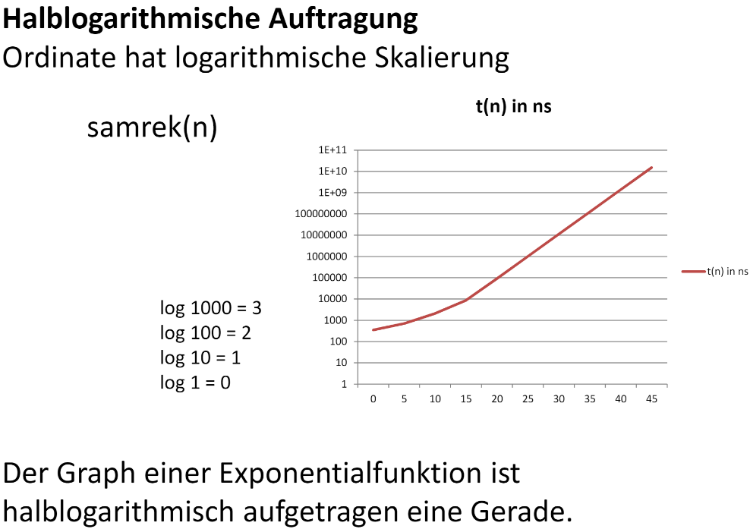 Halblogarithmische Auftragung
Ordinate hat logarithmische Skalierung
samrek(n)
t(n) in ns
1E+11
1E+10
1E+09
100000000
10000000
1000000
100000
10000
1000
100
10
1
0 5 10 15 20 25 30 35 40 45
t(n) in ns
log 1000 = 3
log 100 = 2
log 10 = 1
log 1 = 0
Der Graph einer Exponentialfunktion ist
halblogarithmisch aufgetragen eine Gerade.